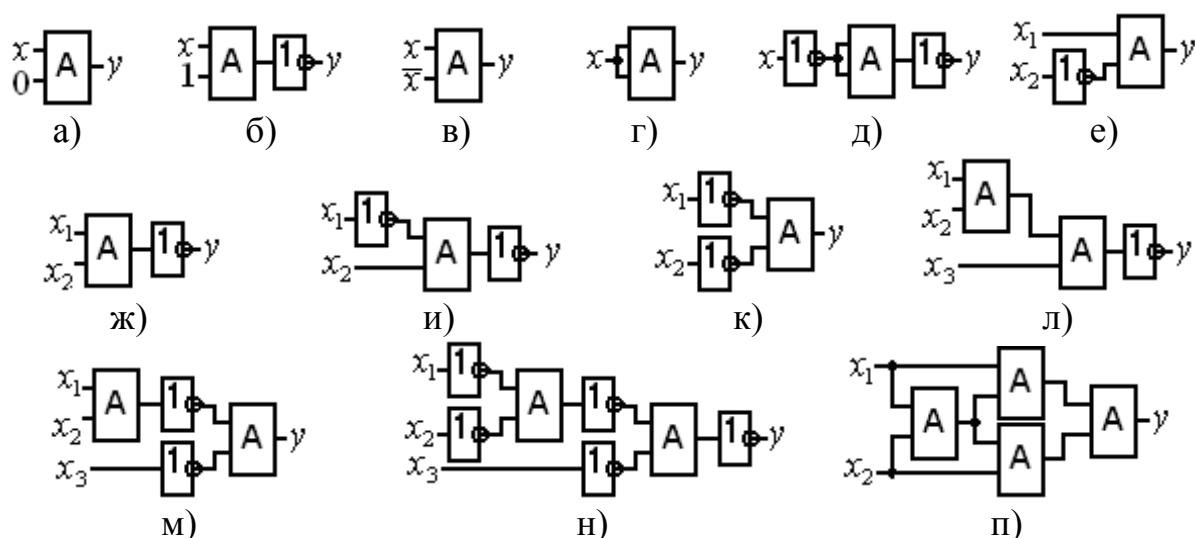 x 0 A y
x 1 A 1 y
x x̅ A y
x A y
x 1 A 1 y
x₁ x₂ 1 A y
а) б) в) г) д) е)
x₁ x₂ A 1 y
x₁ 1 x₂ A 1 y
x₁ 1 x₂ 1 A y
x₁ x₂ A x₃ A 1 y
ж) и) к) л)
x₁ x₂ A 1 x₃ 1 A y
x₁ 1 x₂ 1 A 1 x₃ 1 A 1 y
x₁ x₂ A A A A y
м) н) п)